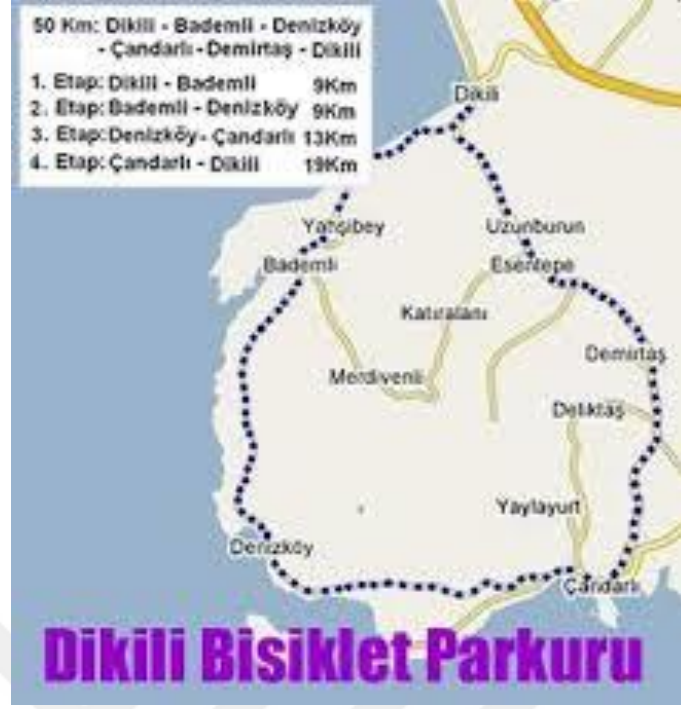 50 Km: Dikili - Bademli - Denizköy
- Çandarlı - Demirtaş - Dikili
1. Etap: Dikili - Bademli 9Km
2. Etap: Bademli - Denizköy 9Km
3. Etap: Denizköy - Çandarlı 13Km
4. Etap: Çandarlı - Dikili 19Km
Dikili
Yahşibey
Uzunburun
Bademli
Esentepe
Katıralanı
Demirtaş
Merdivenli
Deliktaş
Yaylayurt
Denizköy
Çandarlı
Dikili Bisiklet Parkuru